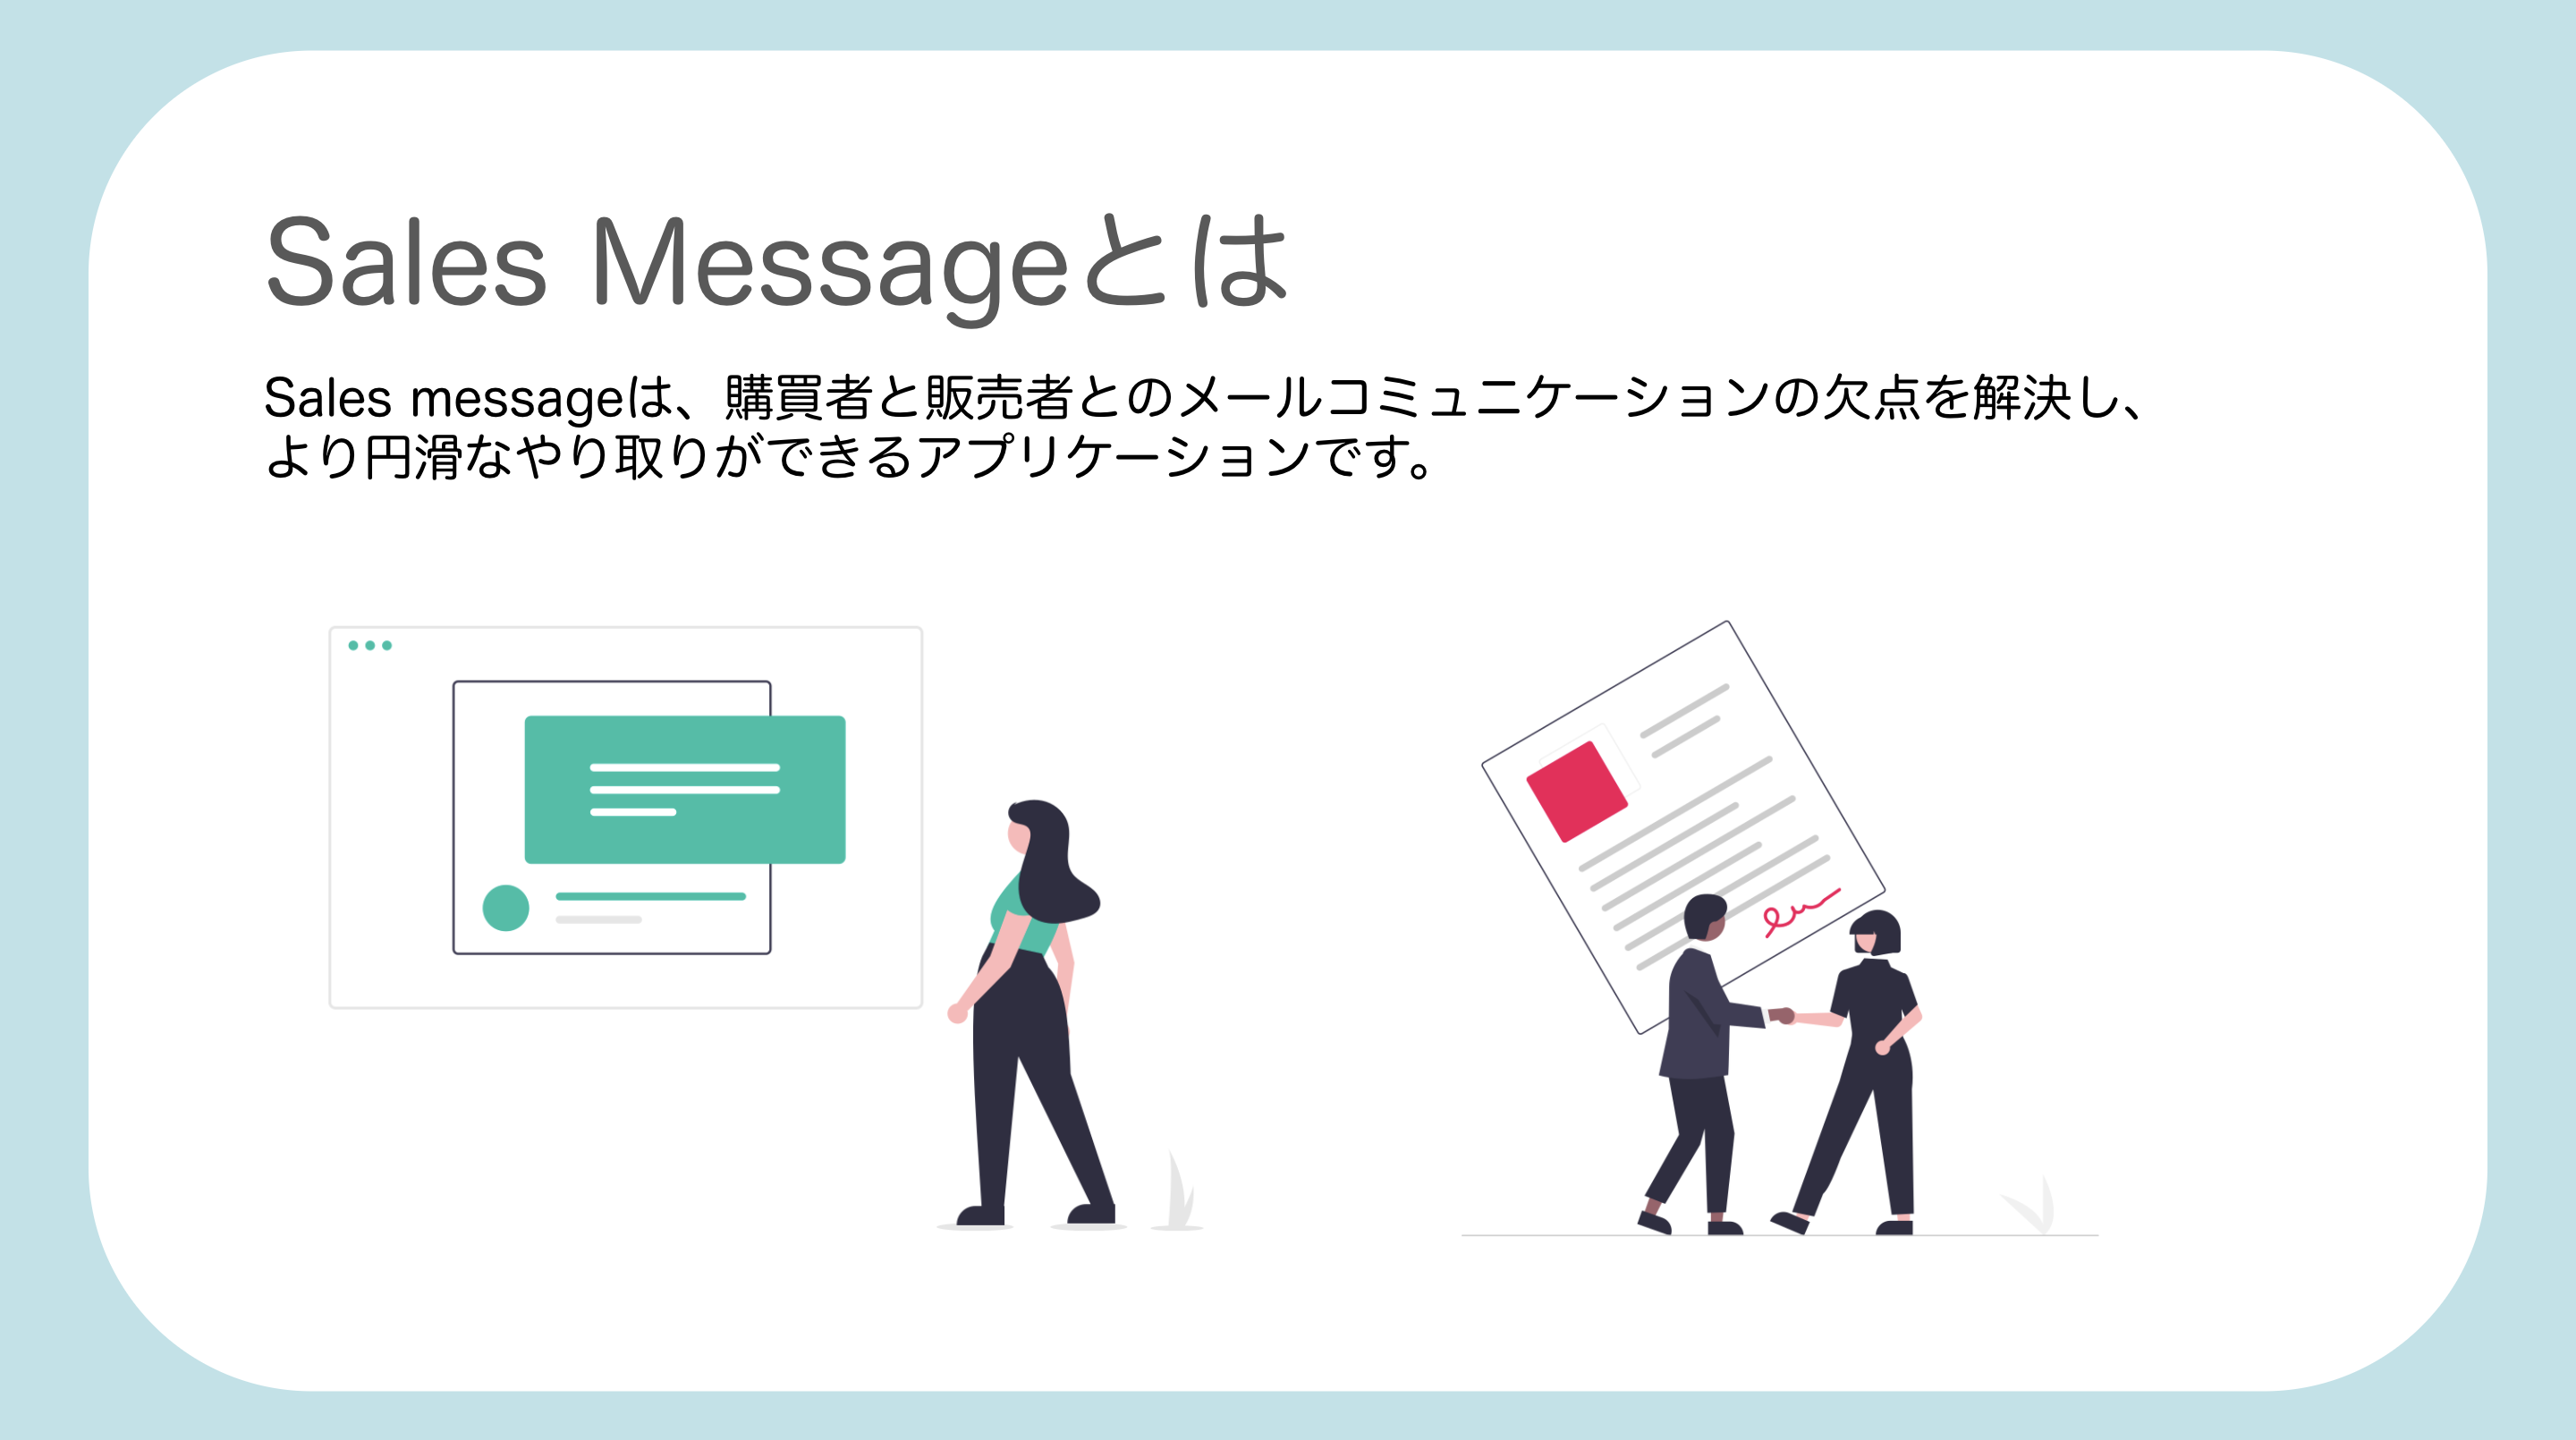 Sales Messageとは
Sales messageは、購買者と販売者とのメールコミュニケーションの欠点を解決し、
より円滑なやり取りができるアプリケーションです。